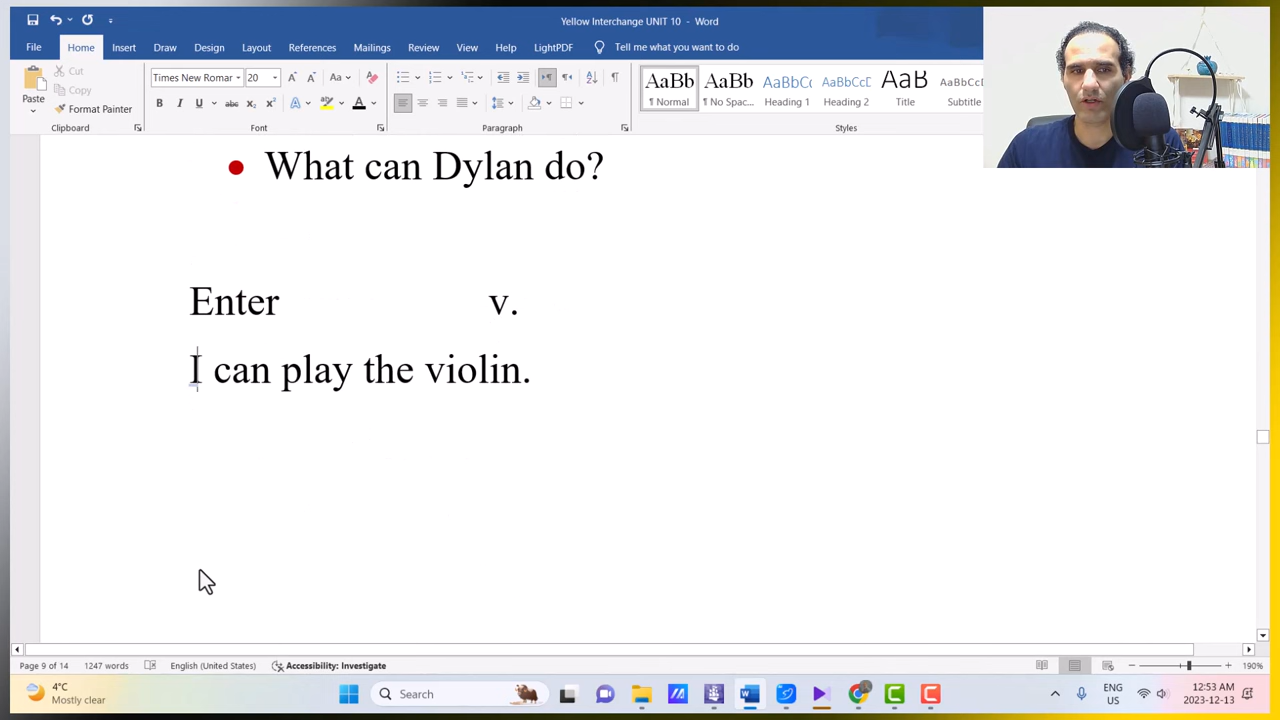 Yellow Interchange UNIT 10 - Word
File Home Insert Draw Design Layout References Mailings Review View Help LightPDF Tell me what you want to do
Paste
Cut
Copy
Format Painter
Clipboard
Times New Romar 20
Font
Paragraph
AaBb AaBb AaBbCcD AaBbCcD AaB AaBbCcD
¶ Normal ¶ No Spac... Heading 1 Heading 2 Title Subtitle
Styles
• What can Dylan do?
Enter v.
I can play the violin.
Page 9 of 14 1247 words English (United States) Accessibility: Investigate 190%
4°C
Mostly clear
Search
ENG
US
12:53 AM
2023-12-13